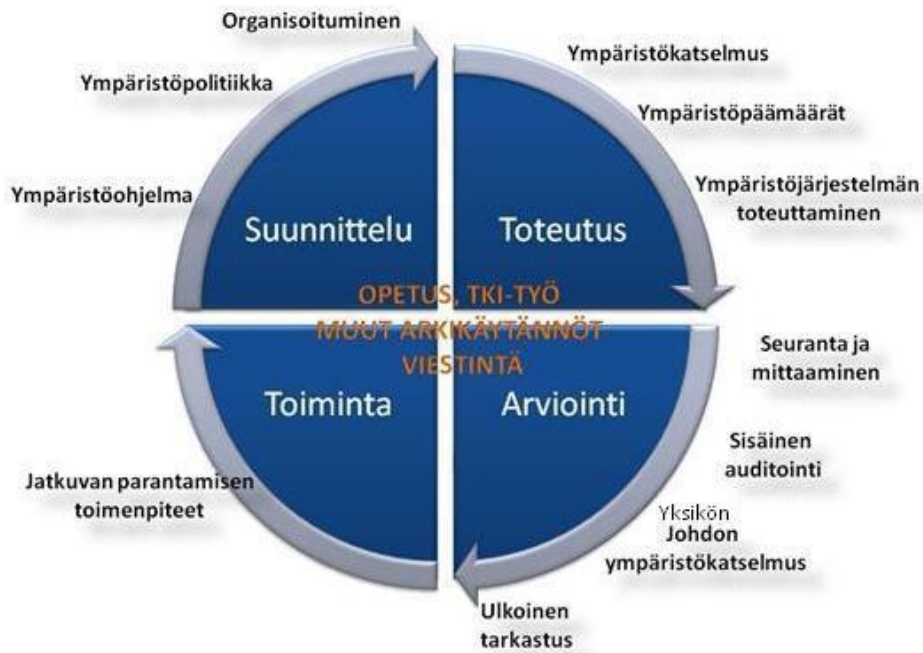 Organisoituminen
Ympäristöpolitiikka
Ympäristöohjelma
Ympäristökatselmus
Ympäristöpäämäärät
Ympäristöjärjestelmän
toteuttaminen
Suunnittelu
Toteutus
OPETUS, TKI-TYÖ
MUUT ARKIKÄYTÄNNÖT
VIESTINTÄ
Toiminta
Arviointi
Seuranta ja
mittaaminen
Sisäinen
auditointi
Yksikön
Johdon
ympäristökatselmus
Ulkoinen
tarkastus
Jatkuvan parantamisen
toimenpiteet